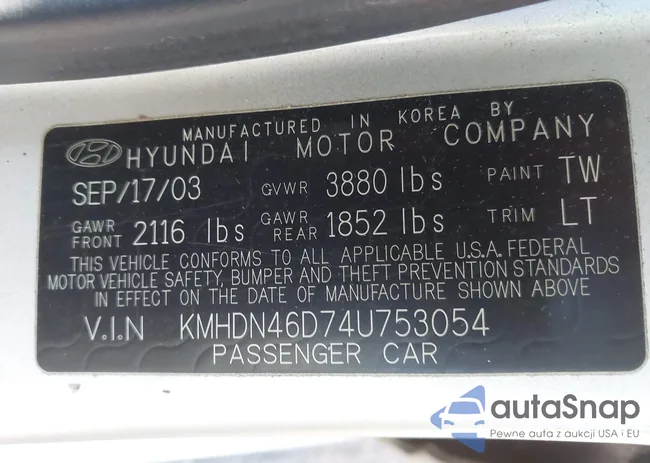 MANUFACTURED IN KOREA BY
HYUNDAI MOTOR COMPANY
SEP/17/03 GVWR 3880 lbs PAINT TW
GAWR FRONT 2116 lbs GAWR REAR 1852 lbs TRIM LT
THIS VEHICLE CONFORMS TO ALL APPLICABLE U.S.A. FEDERAL
MOTOR VEHICLE SAFETY, BUMPER AND THEFT PREVENTION STANDARDS
IN EFFECT ON THE DATE OF MANUFACTURE SHOWN ABOVE
V.I.N KMHDN46D74U753054
PASSENGER CAR
autoSnap
Pewne auta z aukcji USA i EU